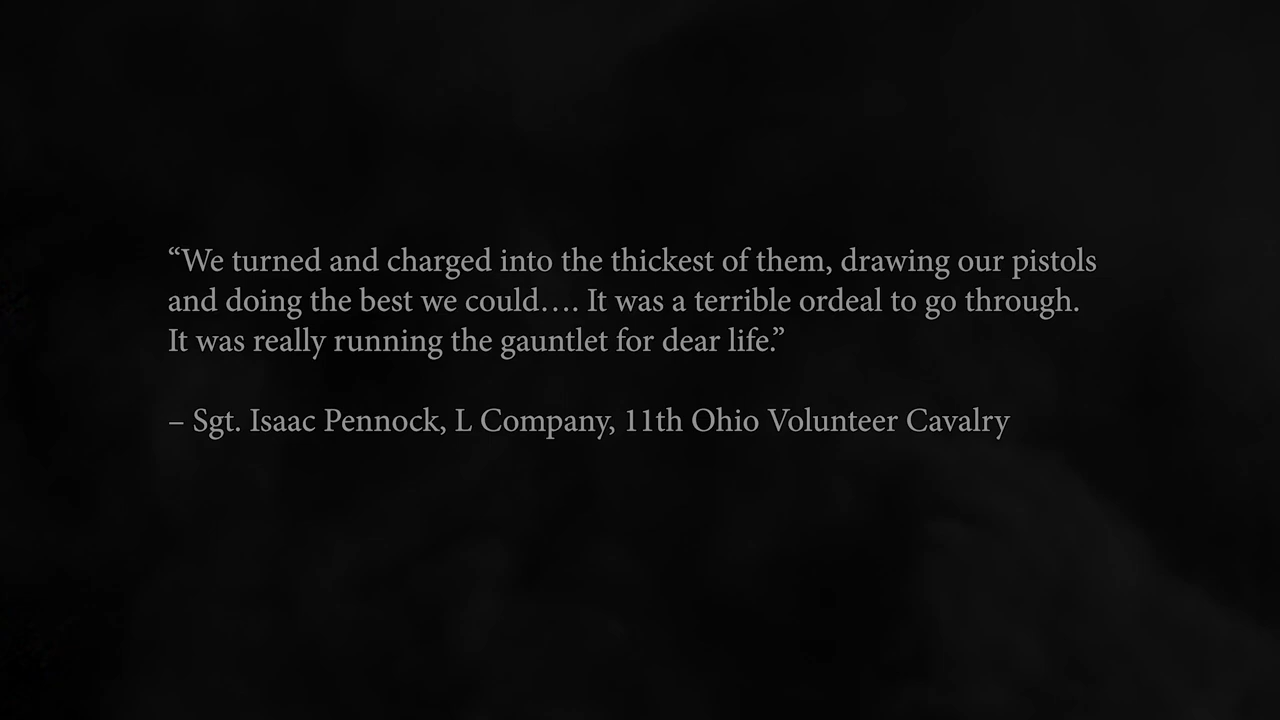 “We turned and charged into the thickest of them, drawing our pistols
and doing the best we could…. It was a terrible ordeal to go through.
It was really running the gauntlet for dear life.”
– Sgt. Isaac Pennock, L Company, 11th Ohio Volunteer Cavalry